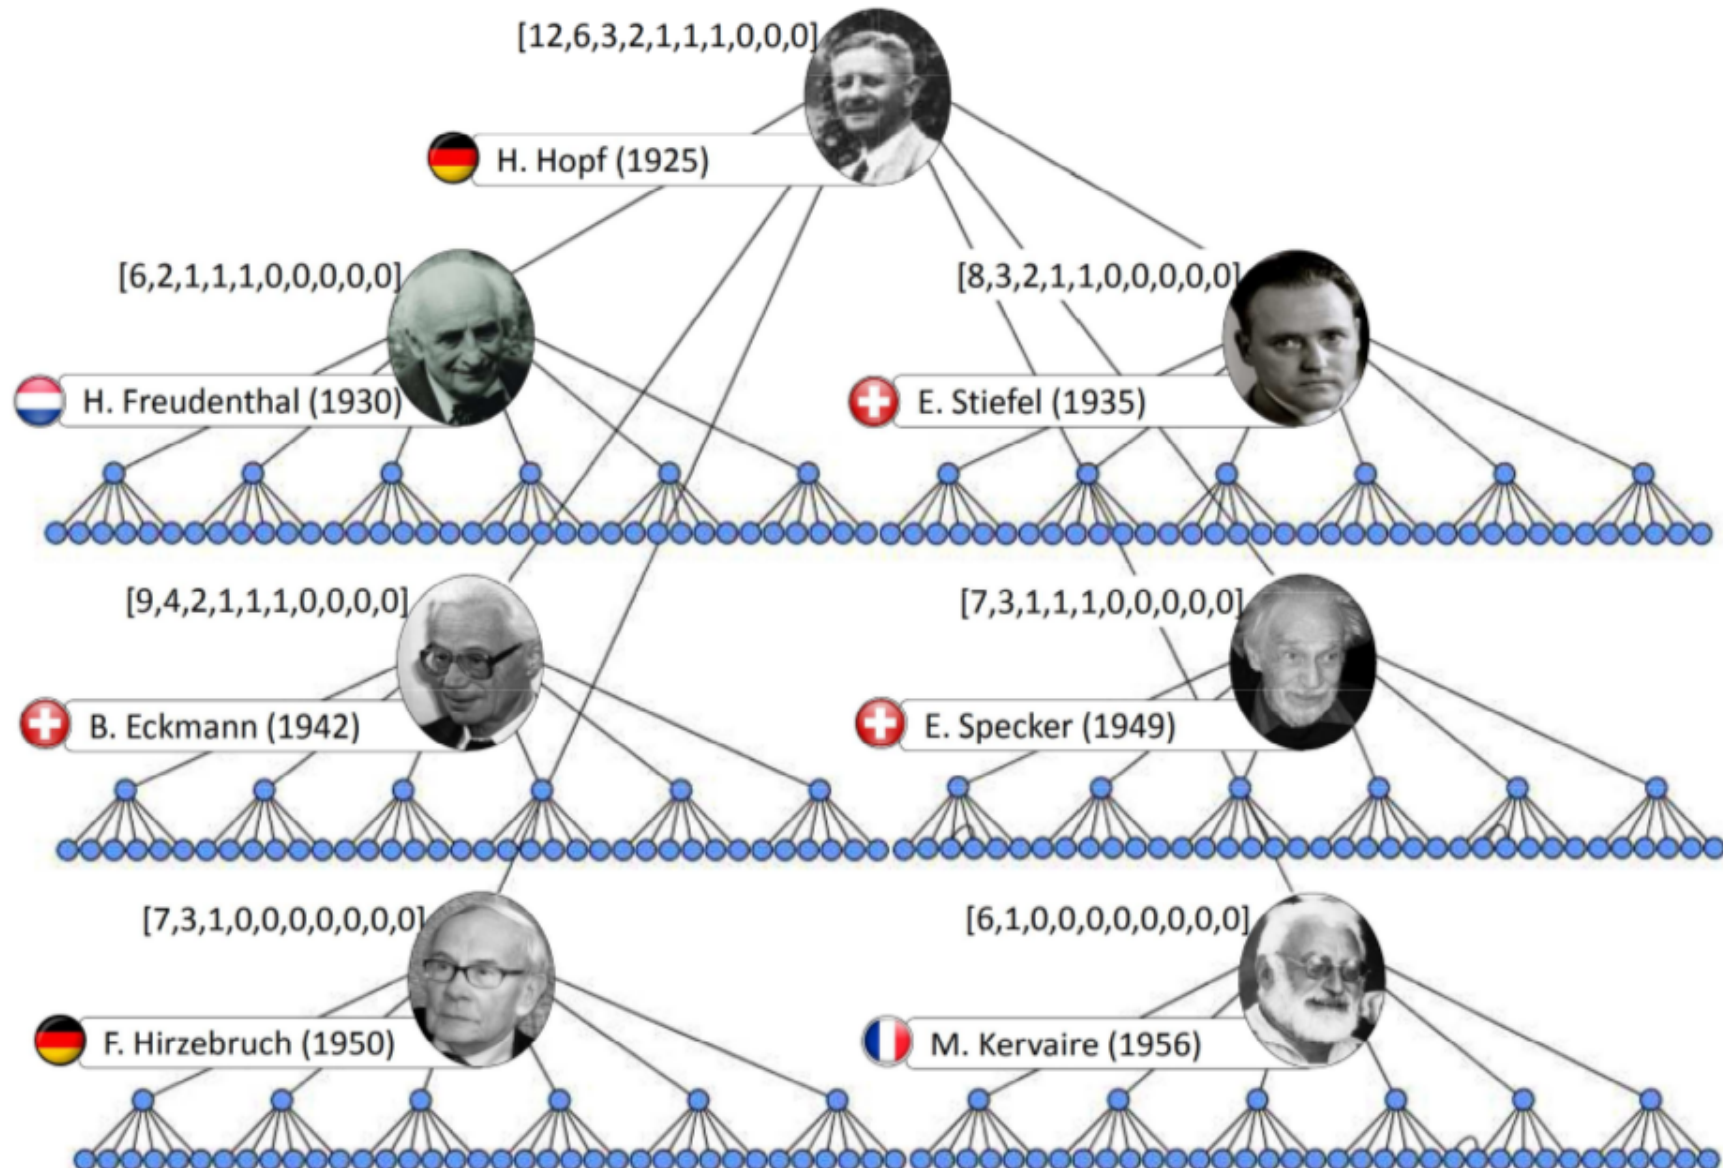 [12,6,3,2,1,1,1,0,0,0]
H. Hopf (1925)
[6,2,1,1,1,0,0,0,0,0]
[8,3,2,1,1,0,0,0,0,0]
H. Freudenthal (1930)
E. Stiefel (1935)
[9,4,2,1,1,1,0,0,0,0]
[7,3,1,1,1,0,0,0,0,0]
B. Eckmann (1942)
E. Specker (1949)
[7,3,1,0,0,0,0,0,0,0]
[6,1,0,0,0,0,0,0,0,0]
F. Hirzebruch (1950)
M. Kervaire (1956)